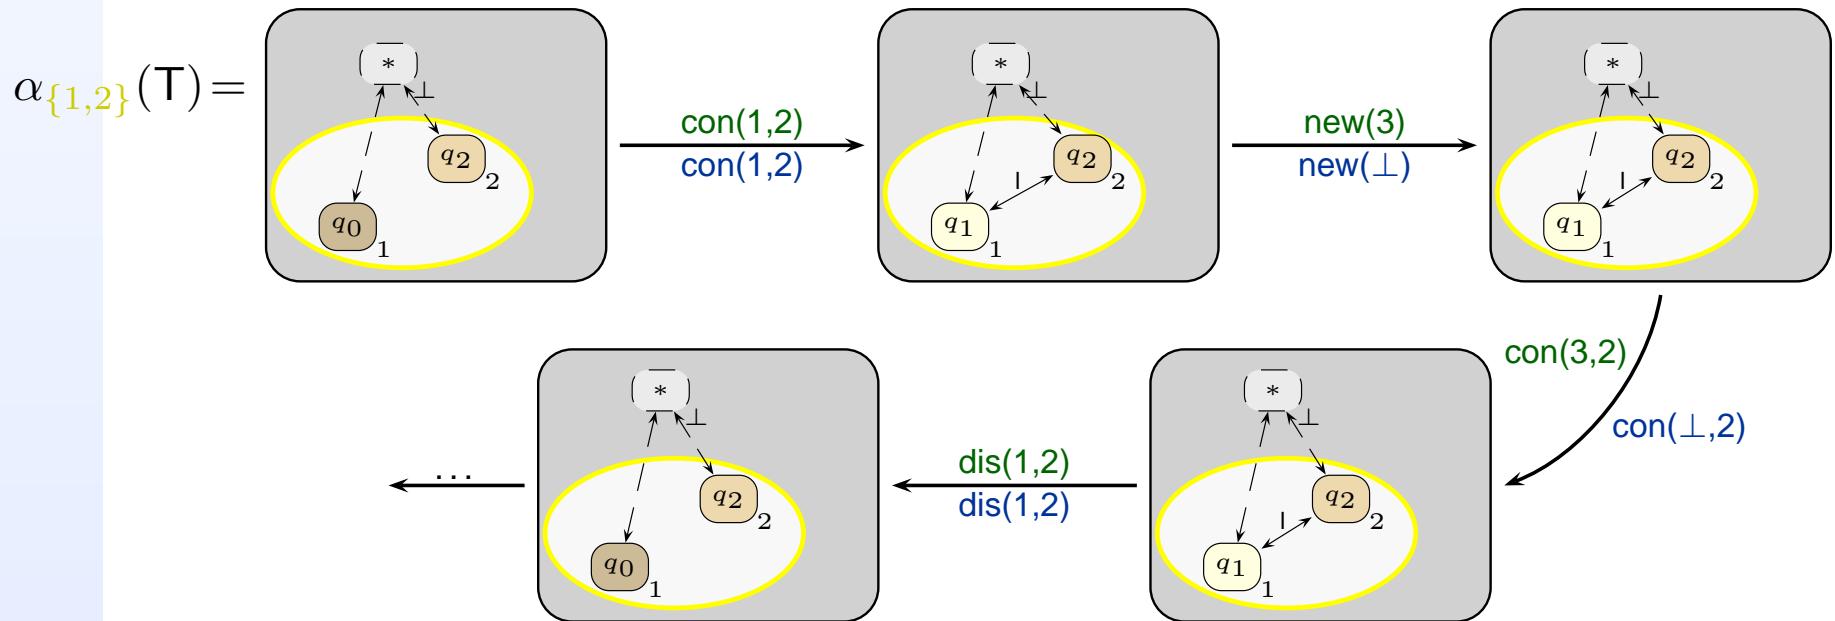 α{1,2}(T)=
*
⊥
q2
2
q0
1
con(1,2)
con(1,2)
*
⊥
q2
2
l
q1
1
new(3)
new(⊥)
*
⊥
q2
2
l
q1
1
con(3,2)
con(⊥,2)
*
⊥
q2
2
l
q1
1
dis(1,2)
dis(1,2)
*
⊥
q2
2
q0
1
...